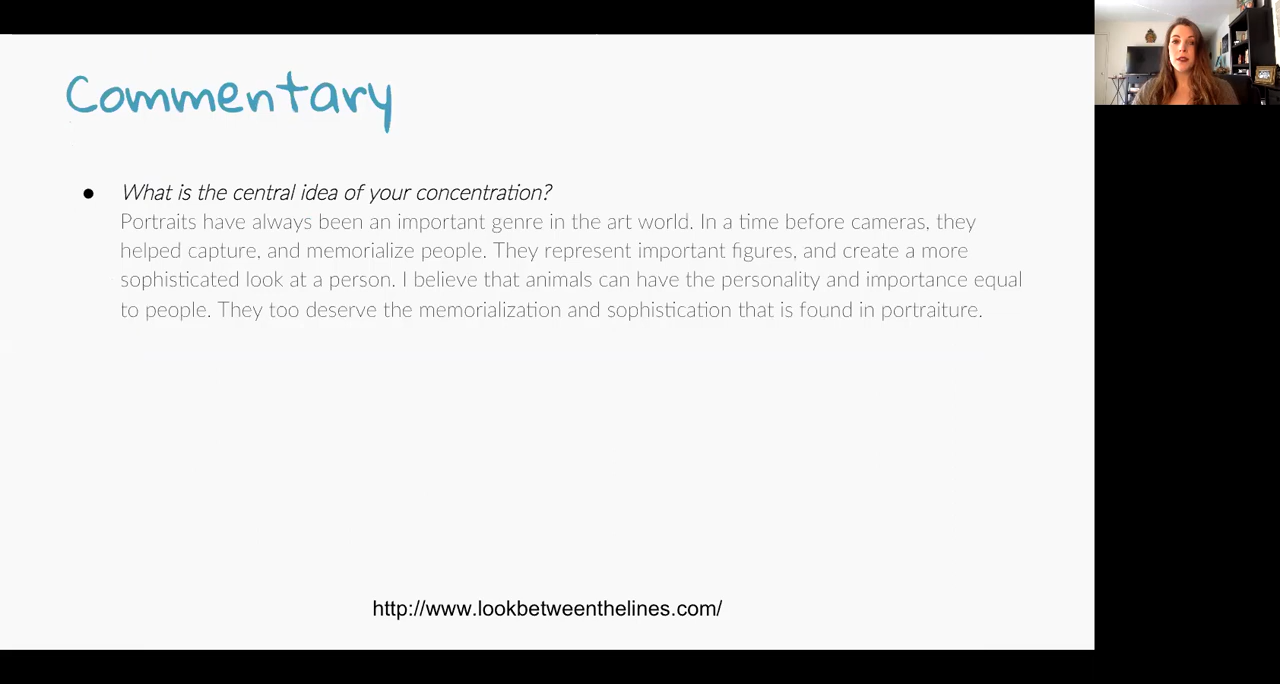 Commentary
● What is the central idea of your concentration?
Portraits have always been an important genre in the art world. In a time before cameras, they
helped capture, and memorialize people. They represent important figures, and create a more
sophisticated look at a person. I believe that animals can have the personality and importance equal
to people. They too deserve the memorialization and sophistication that is found in portraiture.
http://www.lookbetweenthelines.com/